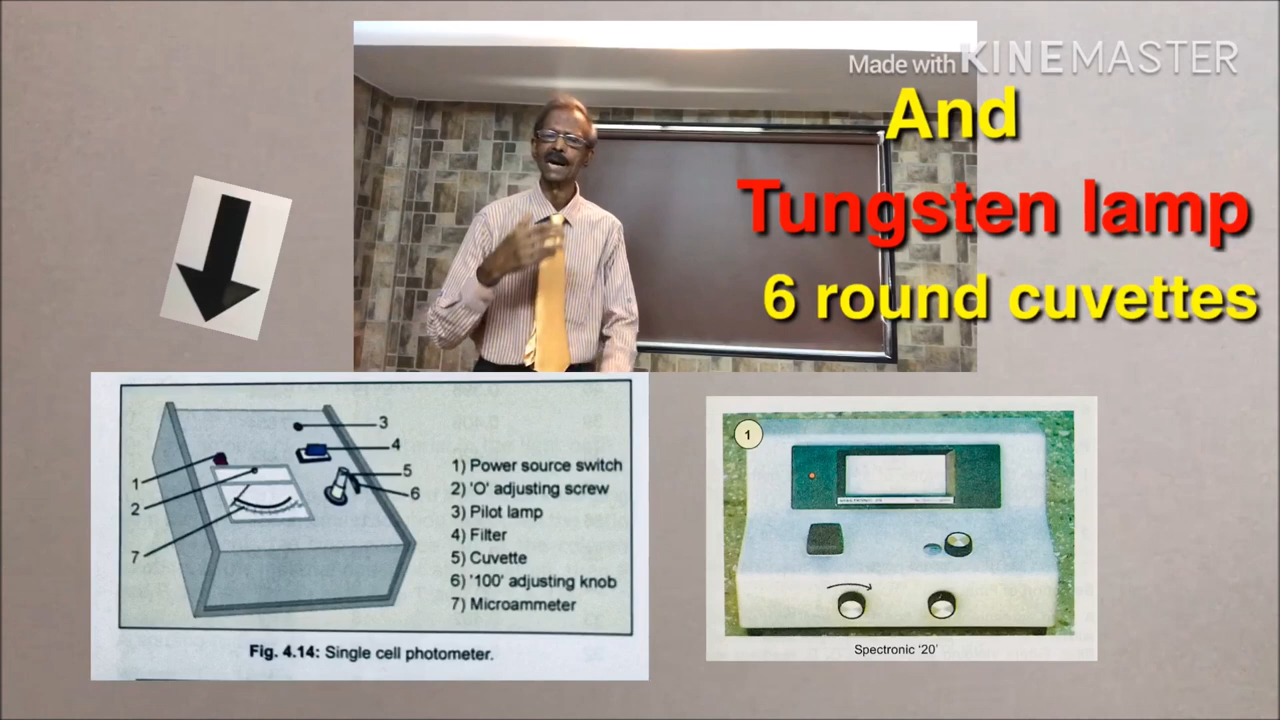 Made with KINEMASTER
And
Tungsten lamp
6 round cuvettes
1
2
7
3
4
5
6
1) Power source switch
2) 'O' adjusting screw
3) Pilot lamp
4) Filter
5) Cuvette
6) '100' adjusting knob
7) Microammeter
Fig. 4.14: Single cell photometer.
1
Spectronic '20'